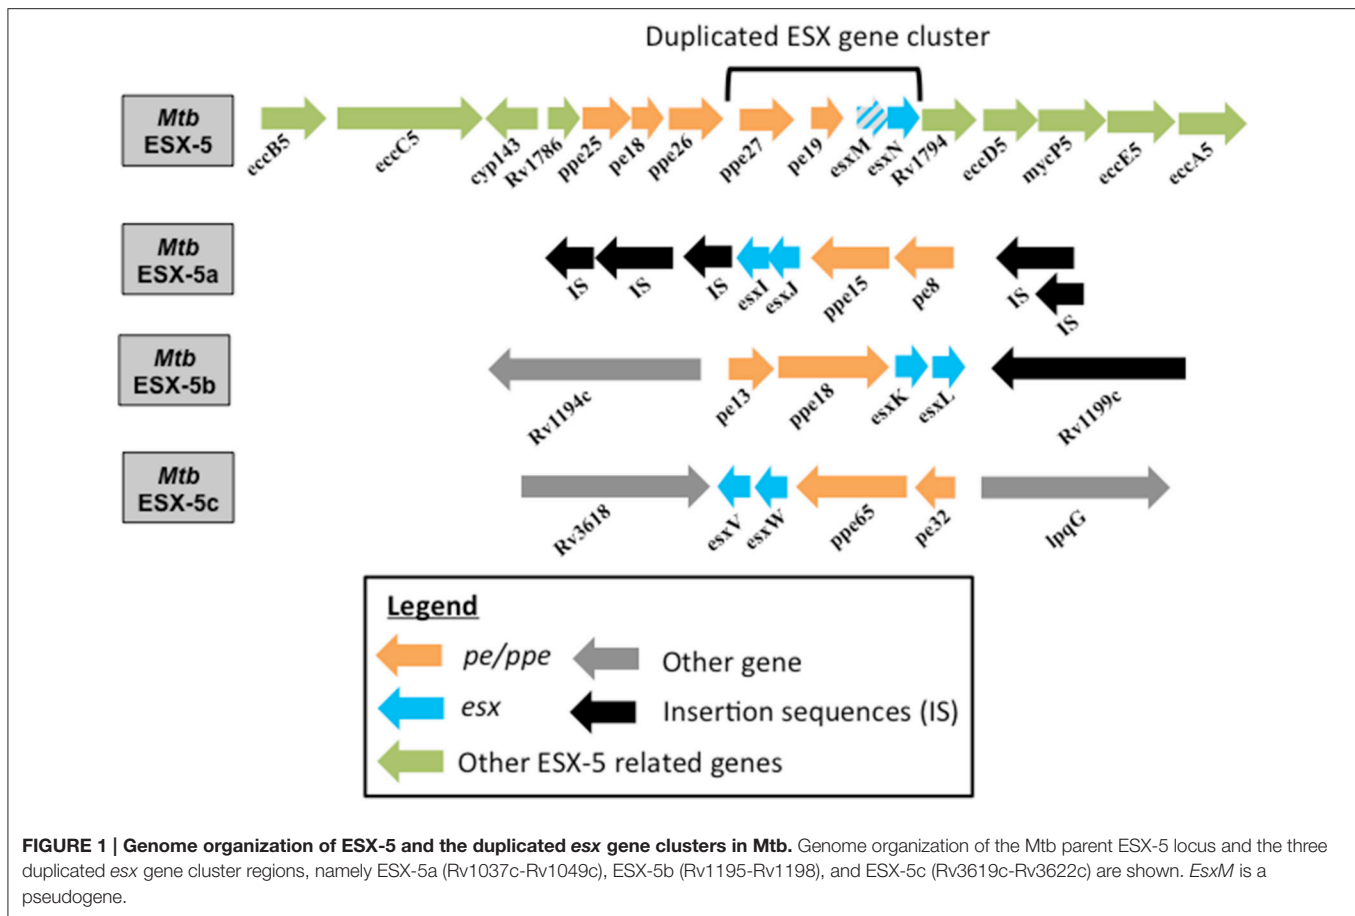 Duplicated ESX gene cluster
Mtb
ESX-5
eccB5 eccC5 cyp143 Rv1786 ppe25 pe18 ppe26 ppe27 pe19 esxM esxN Rv1794 eccD5 mycP5 eccE5 eccA5
Mtb
ESX-5a
IS IS IS esxI esxJ ppe15 pe8 IS IS
Mtb
ESX-5b
Rv1194c pe13 ppe18 esxK esxL Rv1199c
Mtb
ESX-5c
Rv3618 esxV esxW ppe65 pe32 lpqG
Legend
pe/ppe Other gene
esx Insertion sequences (IS)
Other ESX-5 related genes
FIGURE 1 | Genome organization of ESX-5 and the duplicated esx gene clusters in Mtb. Genome organization of the Mtb parent ESX-5 locus and the three
duplicated esx gene cluster regions, namely ESX-5a (Rv1037c-Rv1049c), ESX-5b (Rv1195-Rv1198), and ESX-5c (Rv3619c-Rv3622c) are shown. EsxM is a
pseudogene.